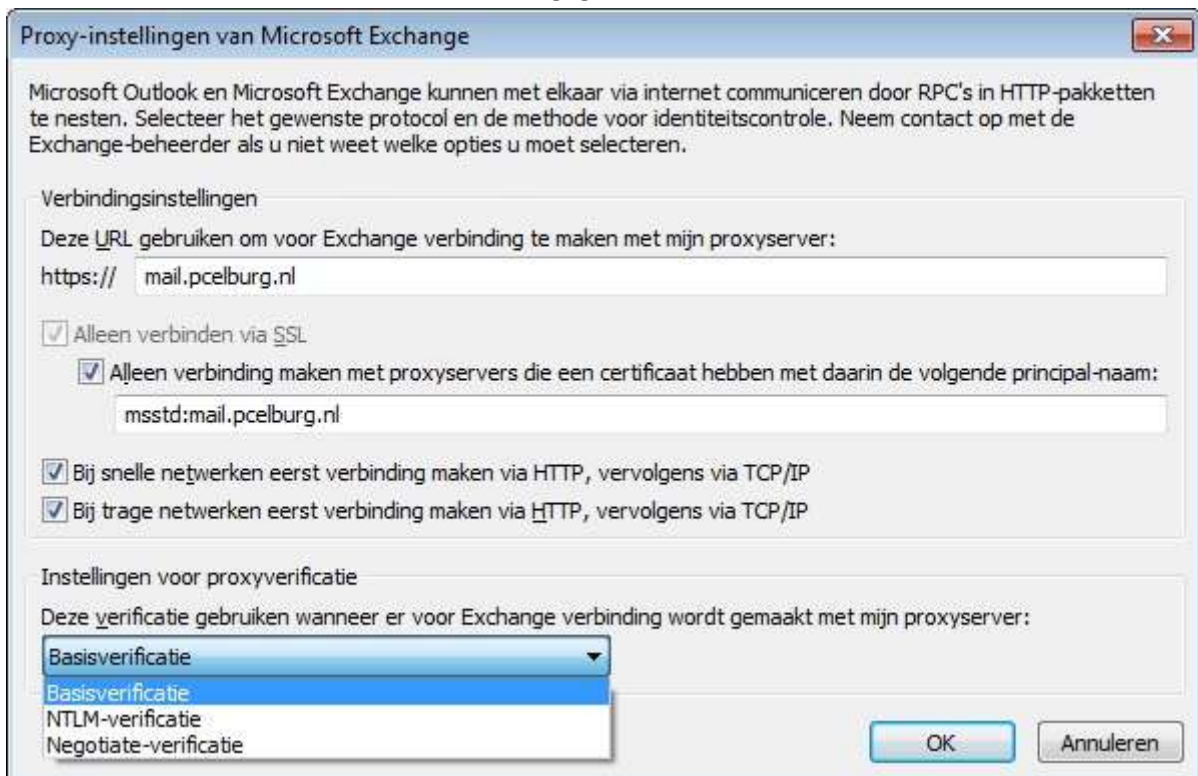 Proxy-instellingen van Microsoft Exchange
Microsoft Outlook en Microsoft Exchange kunnen met elkaar via internet communiceren door RPC's in HTTP-pakketten
te nesten. Selecteer het gewenste protocol en de methode voor identiteitscontrole. Neem contact op met de
Exchange-beheerder als u niet weet welke opties u moet selecteren.
Verbindingsinstellingen
Deze URL gebruiken om voor Exchange verbinding te maken met mijn proxyserver:
https:// mail.pcelburg.nl
Alleen verbinden via SSL
Alleen verbinding maken met proxyservers die een certificaat hebben met daarin de volgende principal-naam:
msstd:mail.pcelburg.nl
Bij snelle netwerken eerst verbinding maken via HTTP, vervolgens via TCP/IP
Bij trage netwerken eerst verbinding maken via HTTP, vervolgens via TCP/IP
Instellingen voor proxyverificatie
Deze verificatie gebruiken wanneer er voor Exchange verbinding wordt gemaakt met mijn proxyserver:
Basisverificatie
Basisverificatie
NTLM-verificatie
Negotiate-verificatie
OK Annuleren